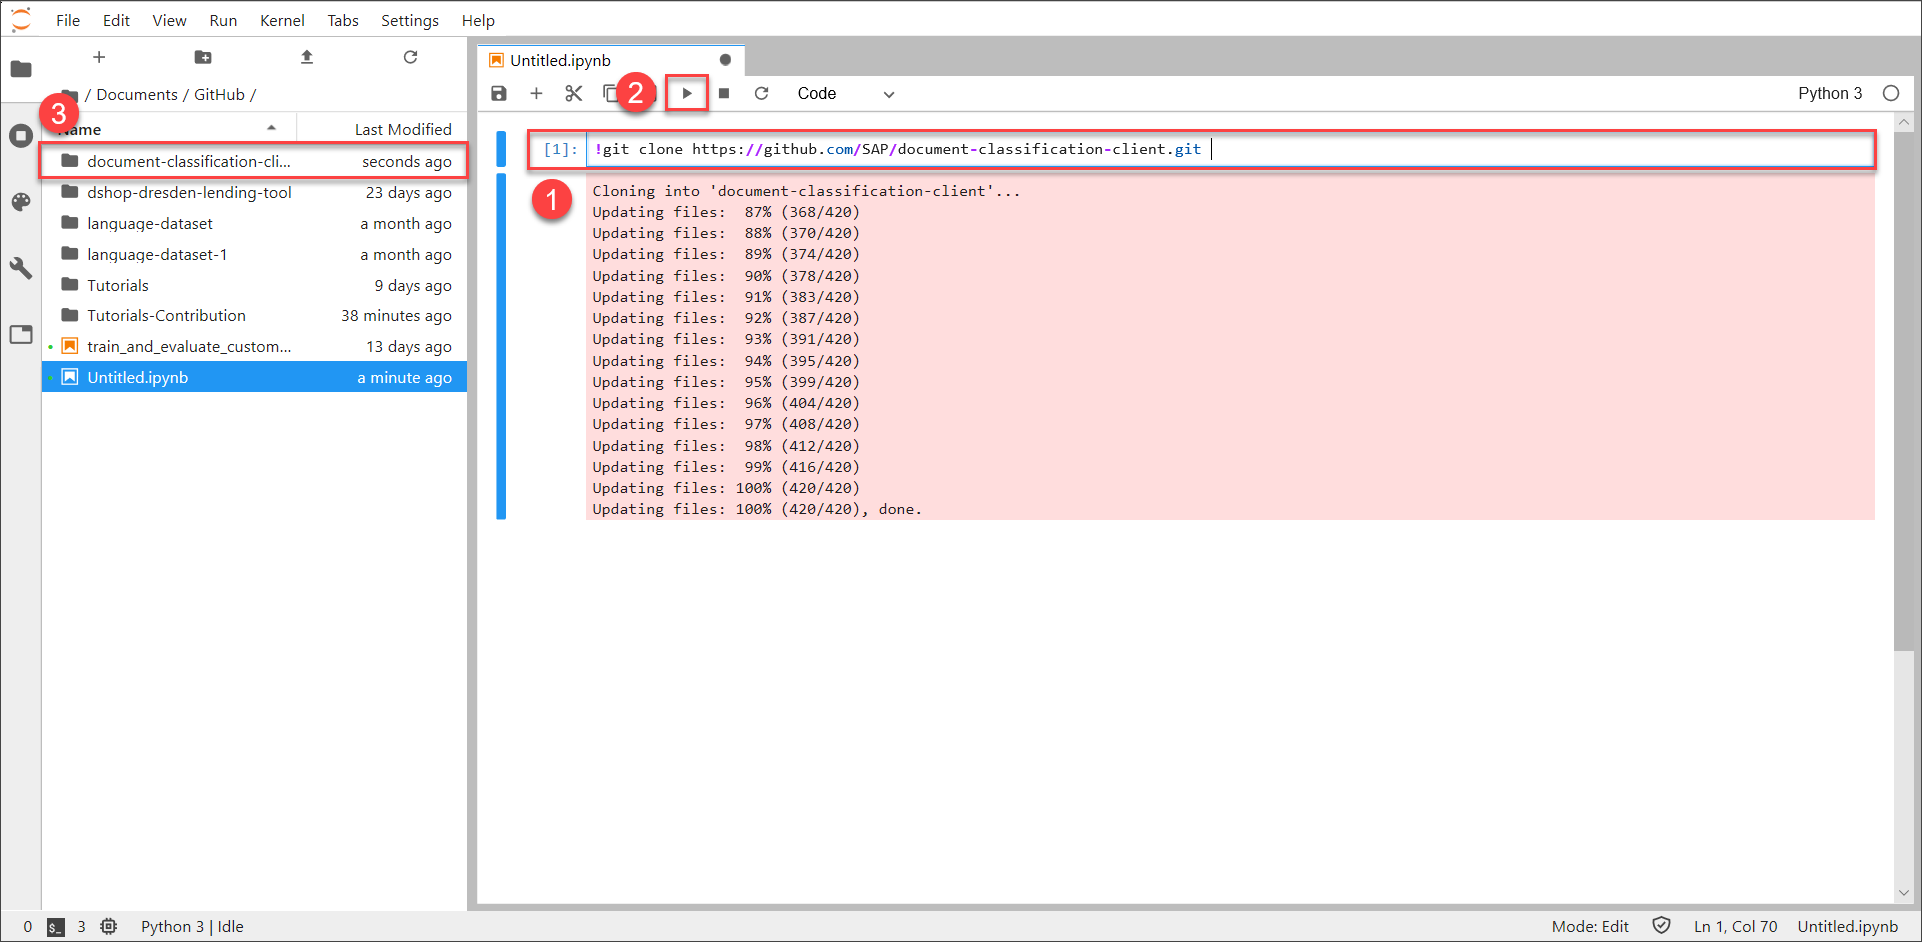 File Edit View Run Kernel Tabs Settings Help
/ Documents / GitHub /
3
Name Last Modified
document-classification-cli... seconds ago
dshop-dresden-lending-tool 23 days ago
language-dataset a month ago
language-dataset-1 a month ago
Tutorials 9 days ago
Tutorials-Contribution 38 minutes ago
train_and_evaluate_custom... 13 days ago
Untitled.ipynb a minute ago
Untitled.ipynb
2
Code
Python 3
[1]: !git clone https://github.com/SAP/document-classification-client.git
1
Cloning into 'document-classification-client'...
Updating files:  87% (368/420)
Updating files:  88% (370/420)
Updating files:  89% (374/420)
Updating files:  90% (378/420)
Updating files:  91% (383/420)
Updating files:  92% (387/420)
Updating files:  93% (391/420)
Updating files:  94% (395/420)
Updating files:  95% (399/420)
Updating files:  96% (404/420)
Updating files:  97% (408/420)
Updating files:  98% (412/420)
Updating files:  99% (416/420)
Updating files: 100% (420/420)
Updating files: 100% (420/420), done.
0 $_ 3 Python 3 | Idle Mode: Edit Ln 1, Col 70 Untitled.ipynb